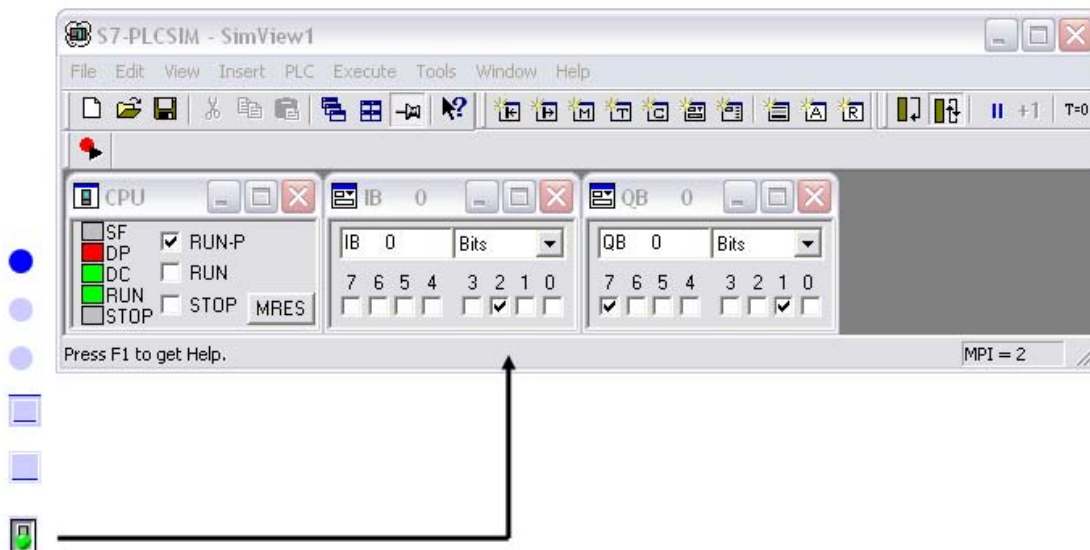 S7-PLCSIM - SimView1
File Edit View Insert PLC Execute Tools Window Help
+1 T=0
CPU
IB 0
QB 0
SF
DP
DC
RUN
STOP
RUN-P
RUN
STOP
MRES
IB 0 Bits
7 6 5 4 3 2 1 0
QB 0 Bits
7 6 5 4 3 2 1 0
Press F1 to get Help.
MPI = 2